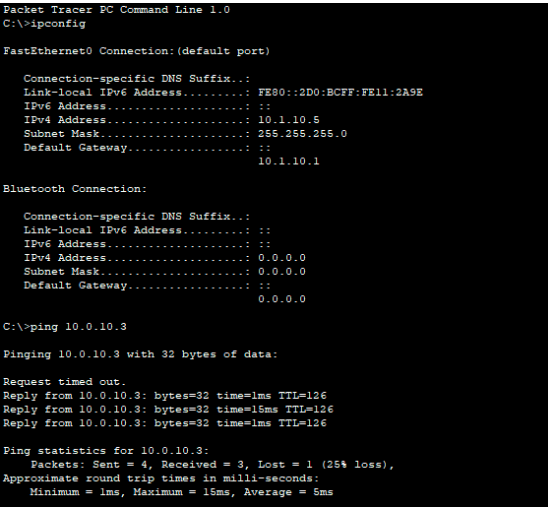 Packet Tracer PC Command Line 1.0
C:\>ipconfig
FastEthernet0 Connection:(default port)
Connection-specific DNS Suffix..:
Link-local IPv6 Address.........: FE80::2D0:BCFF:FE11:2A9E
IPv6 Address....................: ::
IPv4 Address....................: 10.1.10.5
Subnet Mask.....................: 255.255.255.0
Default Gateway.................: ::
10.1.10.1
Bluetooth Connection:
Connection-specific DNS Suffix..:
Link-local IPv6 Address.........: ::
IPv6 Address....................: ::
IPv4 Address....................: 0.0.0.0
Subnet Mask.....................: 0.0.0.0
Default Gateway.................: ::
0.0.0.0
C:\>ping 10.0.10.3
Pinging 10.0.10.3 with 32 bytes of data:
Request timed out.
Reply from 10.0.10.3: bytes=32 time=1ms TTL=126
Reply from 10.0.10.3: bytes=32 time=15ms TTL=126
Reply from 10.0.10.3: bytes=32 time=1ms TTL=126
Ping statistics for 10.0.10.3:
Packets: Sent = 4, Received = 3, Lost = 1 (25% loss),
Approximate round trip times in milli-seconds:
Minimum = 1ms, Maximum = 15ms, Average = 5ms